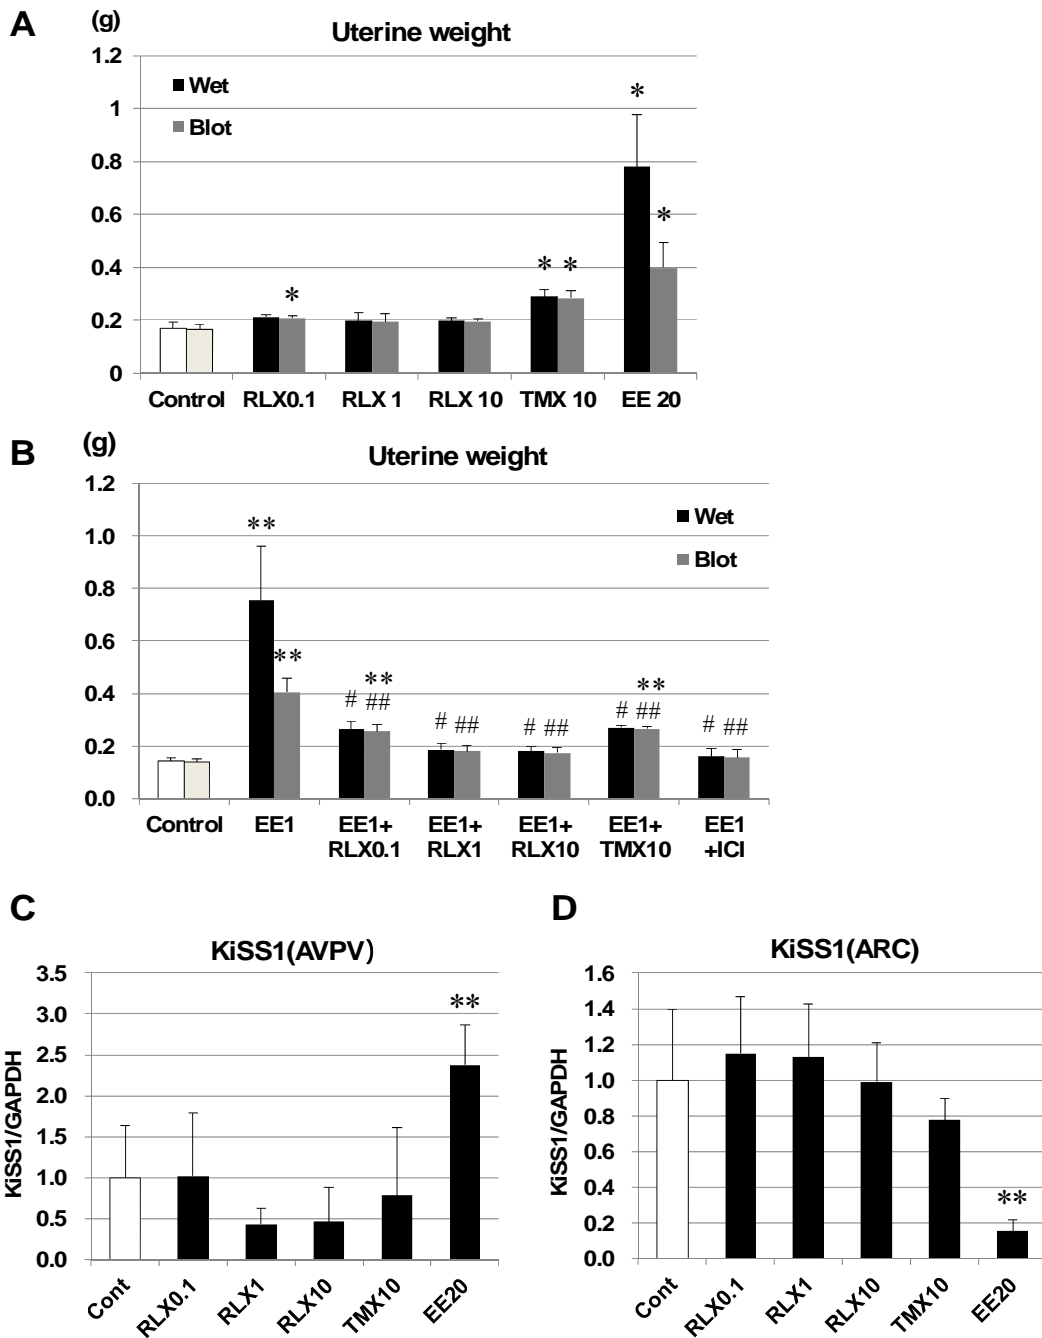 A
(g)
Uterine weight
1.2
1
0.8
0.6
0.4
0.2
0
Wet
Blot
*
* *
*
*
Control RLX0.1 RLX 1 RLX 10 TMX 10 EE 20
B
(g)
Uterine weight
1.2
1.0
0.8
0.6
0.4
0.2
0.0
Wet
Blot
**
**
**
# ##
# ##
# ##
**
# ##
# ##
Control EE1 EE1+ EE1+ EE1+ EE1+ EE1
RLX0.1 RLX1 RLX10 TMX10 +ICI
C
KiSS1(AVPV)
KiSS1/GAPDH
3.5
3.0
2.5
2.0
1.5
1.0
0.5
0.0
**
Cont
RLX0.1
RLX1
RLX10
TMX10
EE20
D
KiSS1(ARC)
KiSS1/GAPDH
1.6
1.4
1.2
1.0
0.8
0.6
0.4
0.2
0.0
**
Cont
RLX0.1
RLX1
RLX10
TMX10
EE20